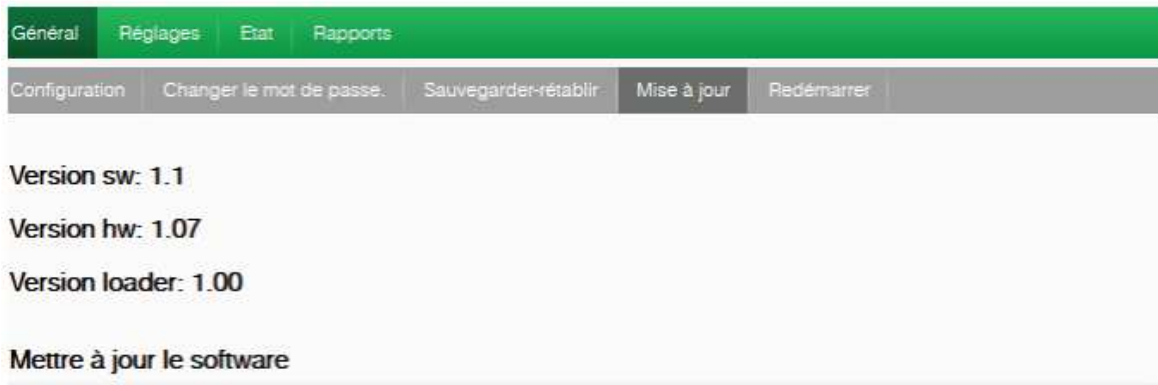 Général Réglages Etat Rapports
Configuration Changer le mot de passe. Sauvegarder-rétablir Mise à jour Redémarrer
Version sw: 1.1
Version hw: 1.07
Version loader: 1.00
Mettre à jour le software